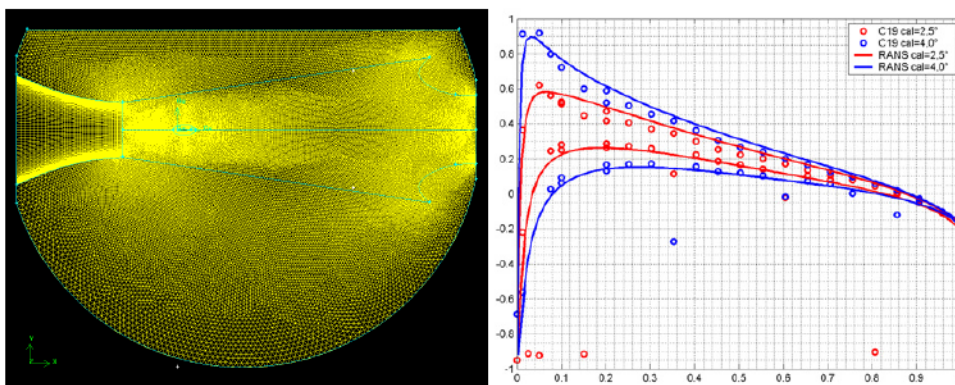 Y
Z
X
C19 cal=2.5°
C19 cal=4.0°
RANS cal=2,5°
RANS cal=4,0°
1
0.8
0.6
0.4
0.2
0
-0.2
-0.4
-0.6
-0.8
-1
0 0.1 0.2 0.3 0.4 0.5 0.6 0.7 0.8 0.9